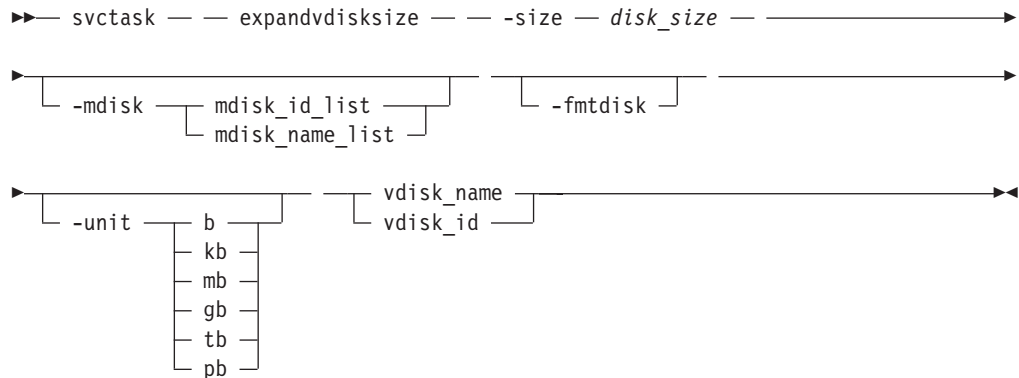 svctask expandvdisksize -size disk_size
-mdisk mdisk_id_list -fmtdisk
mdisk_name_list
vdisk_name
-unit b vdisk_id
kb
mb
gb
tb
pb